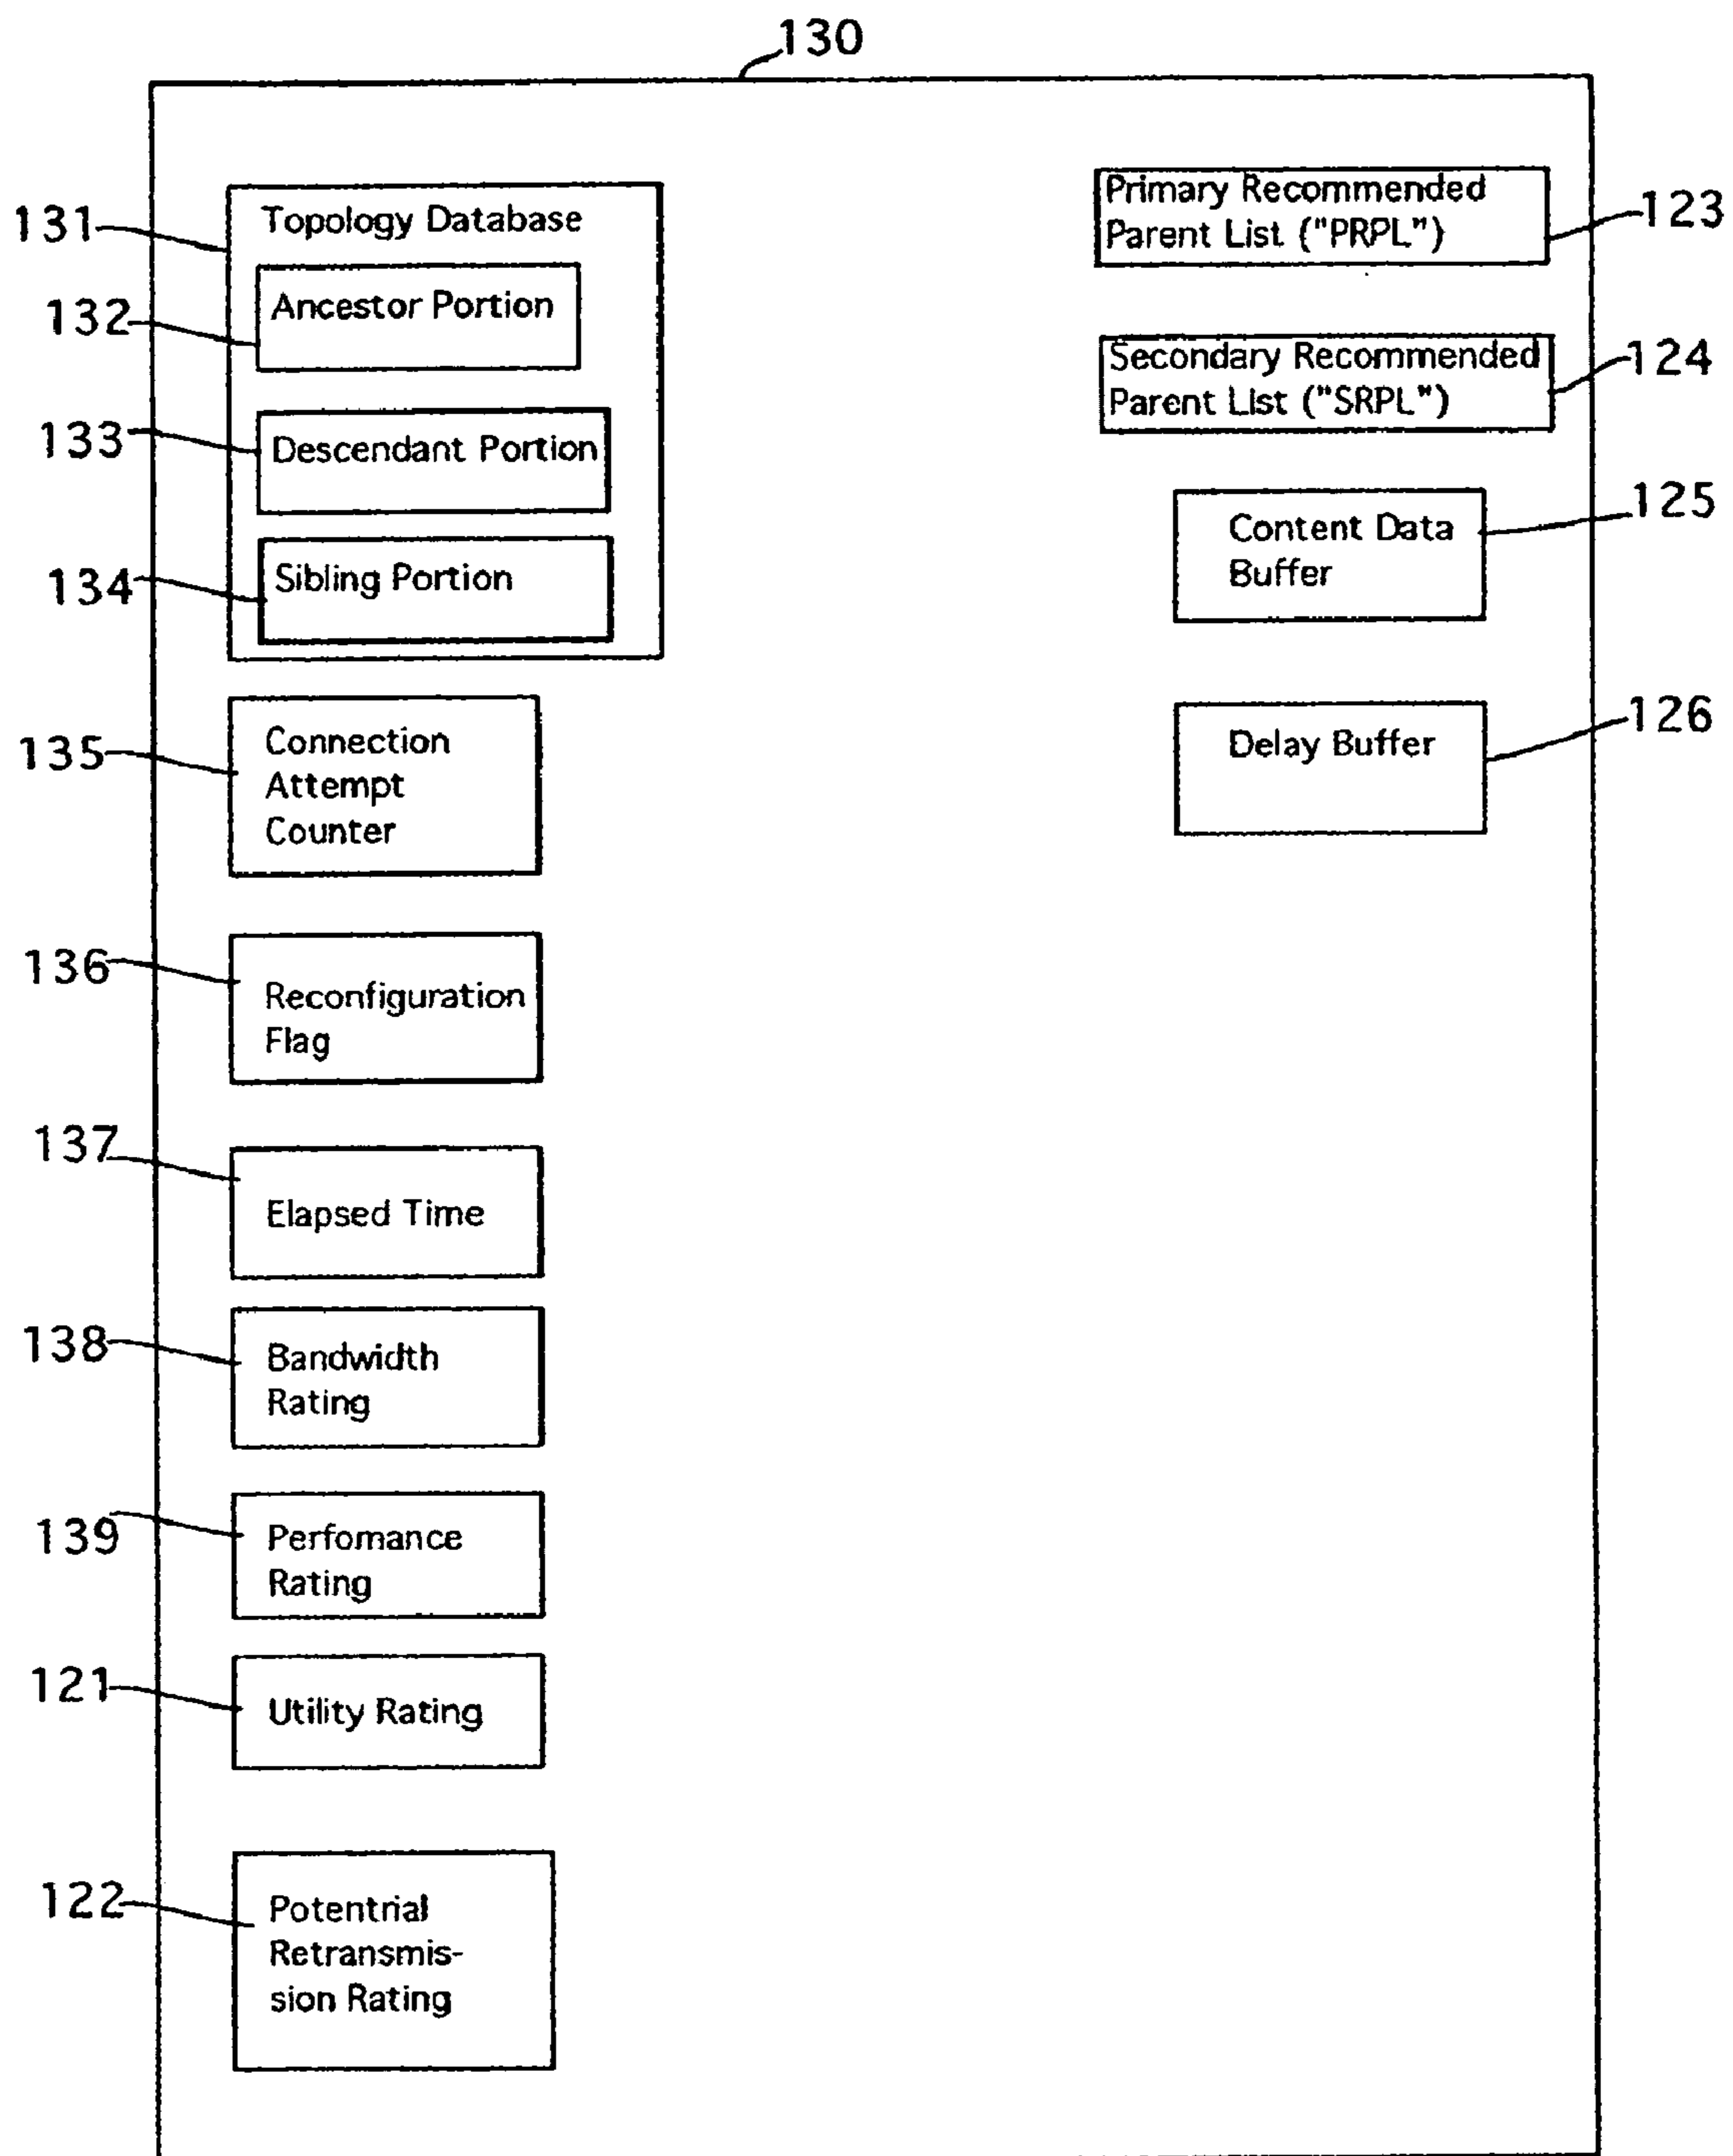 130
131
Topology Database
132
Ancestor Portion
133
Descendant Portion
134
Sibling Portion
135
Connection
Attempt
Counter
136
Reconfiguration
Flag
137
Elapsed Time
138
Bandwidth
Rating
139
Perfomance
Rating
121
Utility Rating
122
Potentrial
Retransmis-
sion Rating
Primary Recommended
Parent List ("PRPL")
123
Secondary Recommended
Parent List ("SRPL")
124
Content Data
Buffer
125
Delay Buffer
126